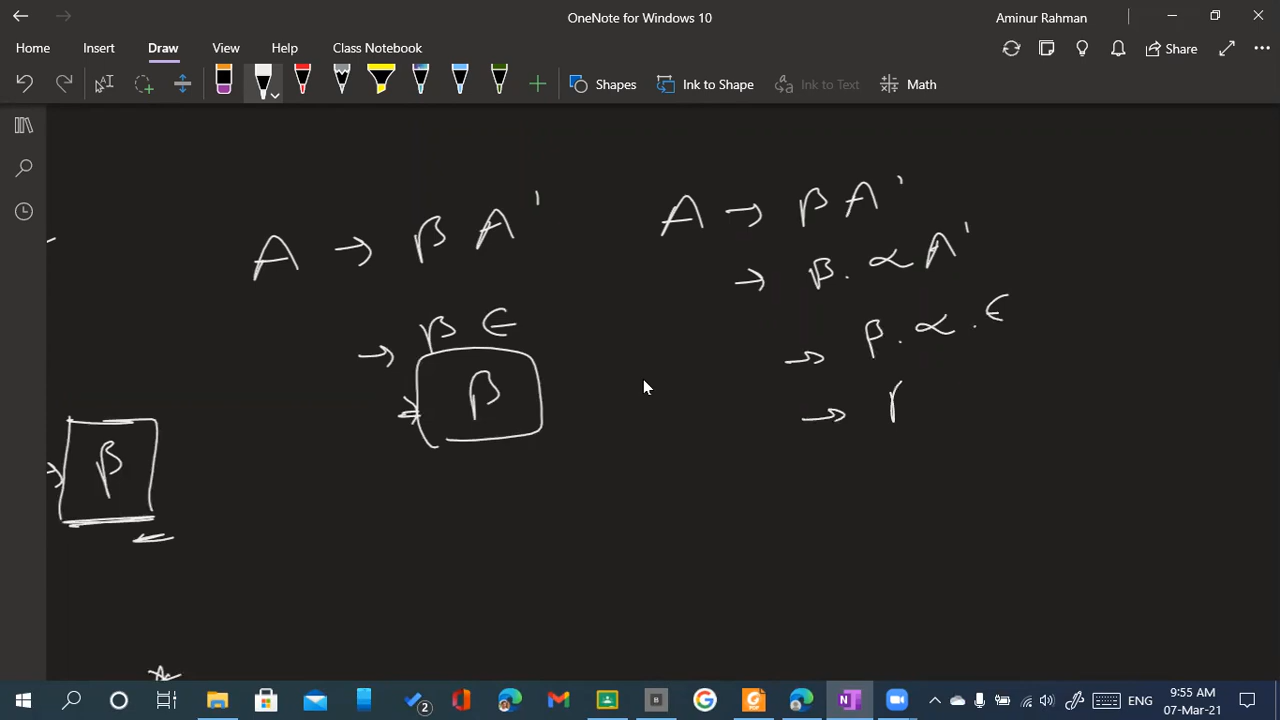 OneNote for Windows 10
Aminur Rahman
Home Insert Draw View Help Class Notebook
Share
Shapes Ink to Shape Ink to Text Math
A → β A'
→ β ∈
β
A → β A'
→ β . α A'
→ β . α . ∈
→
β
2
ENG
9:55 AM
07-Mar-21